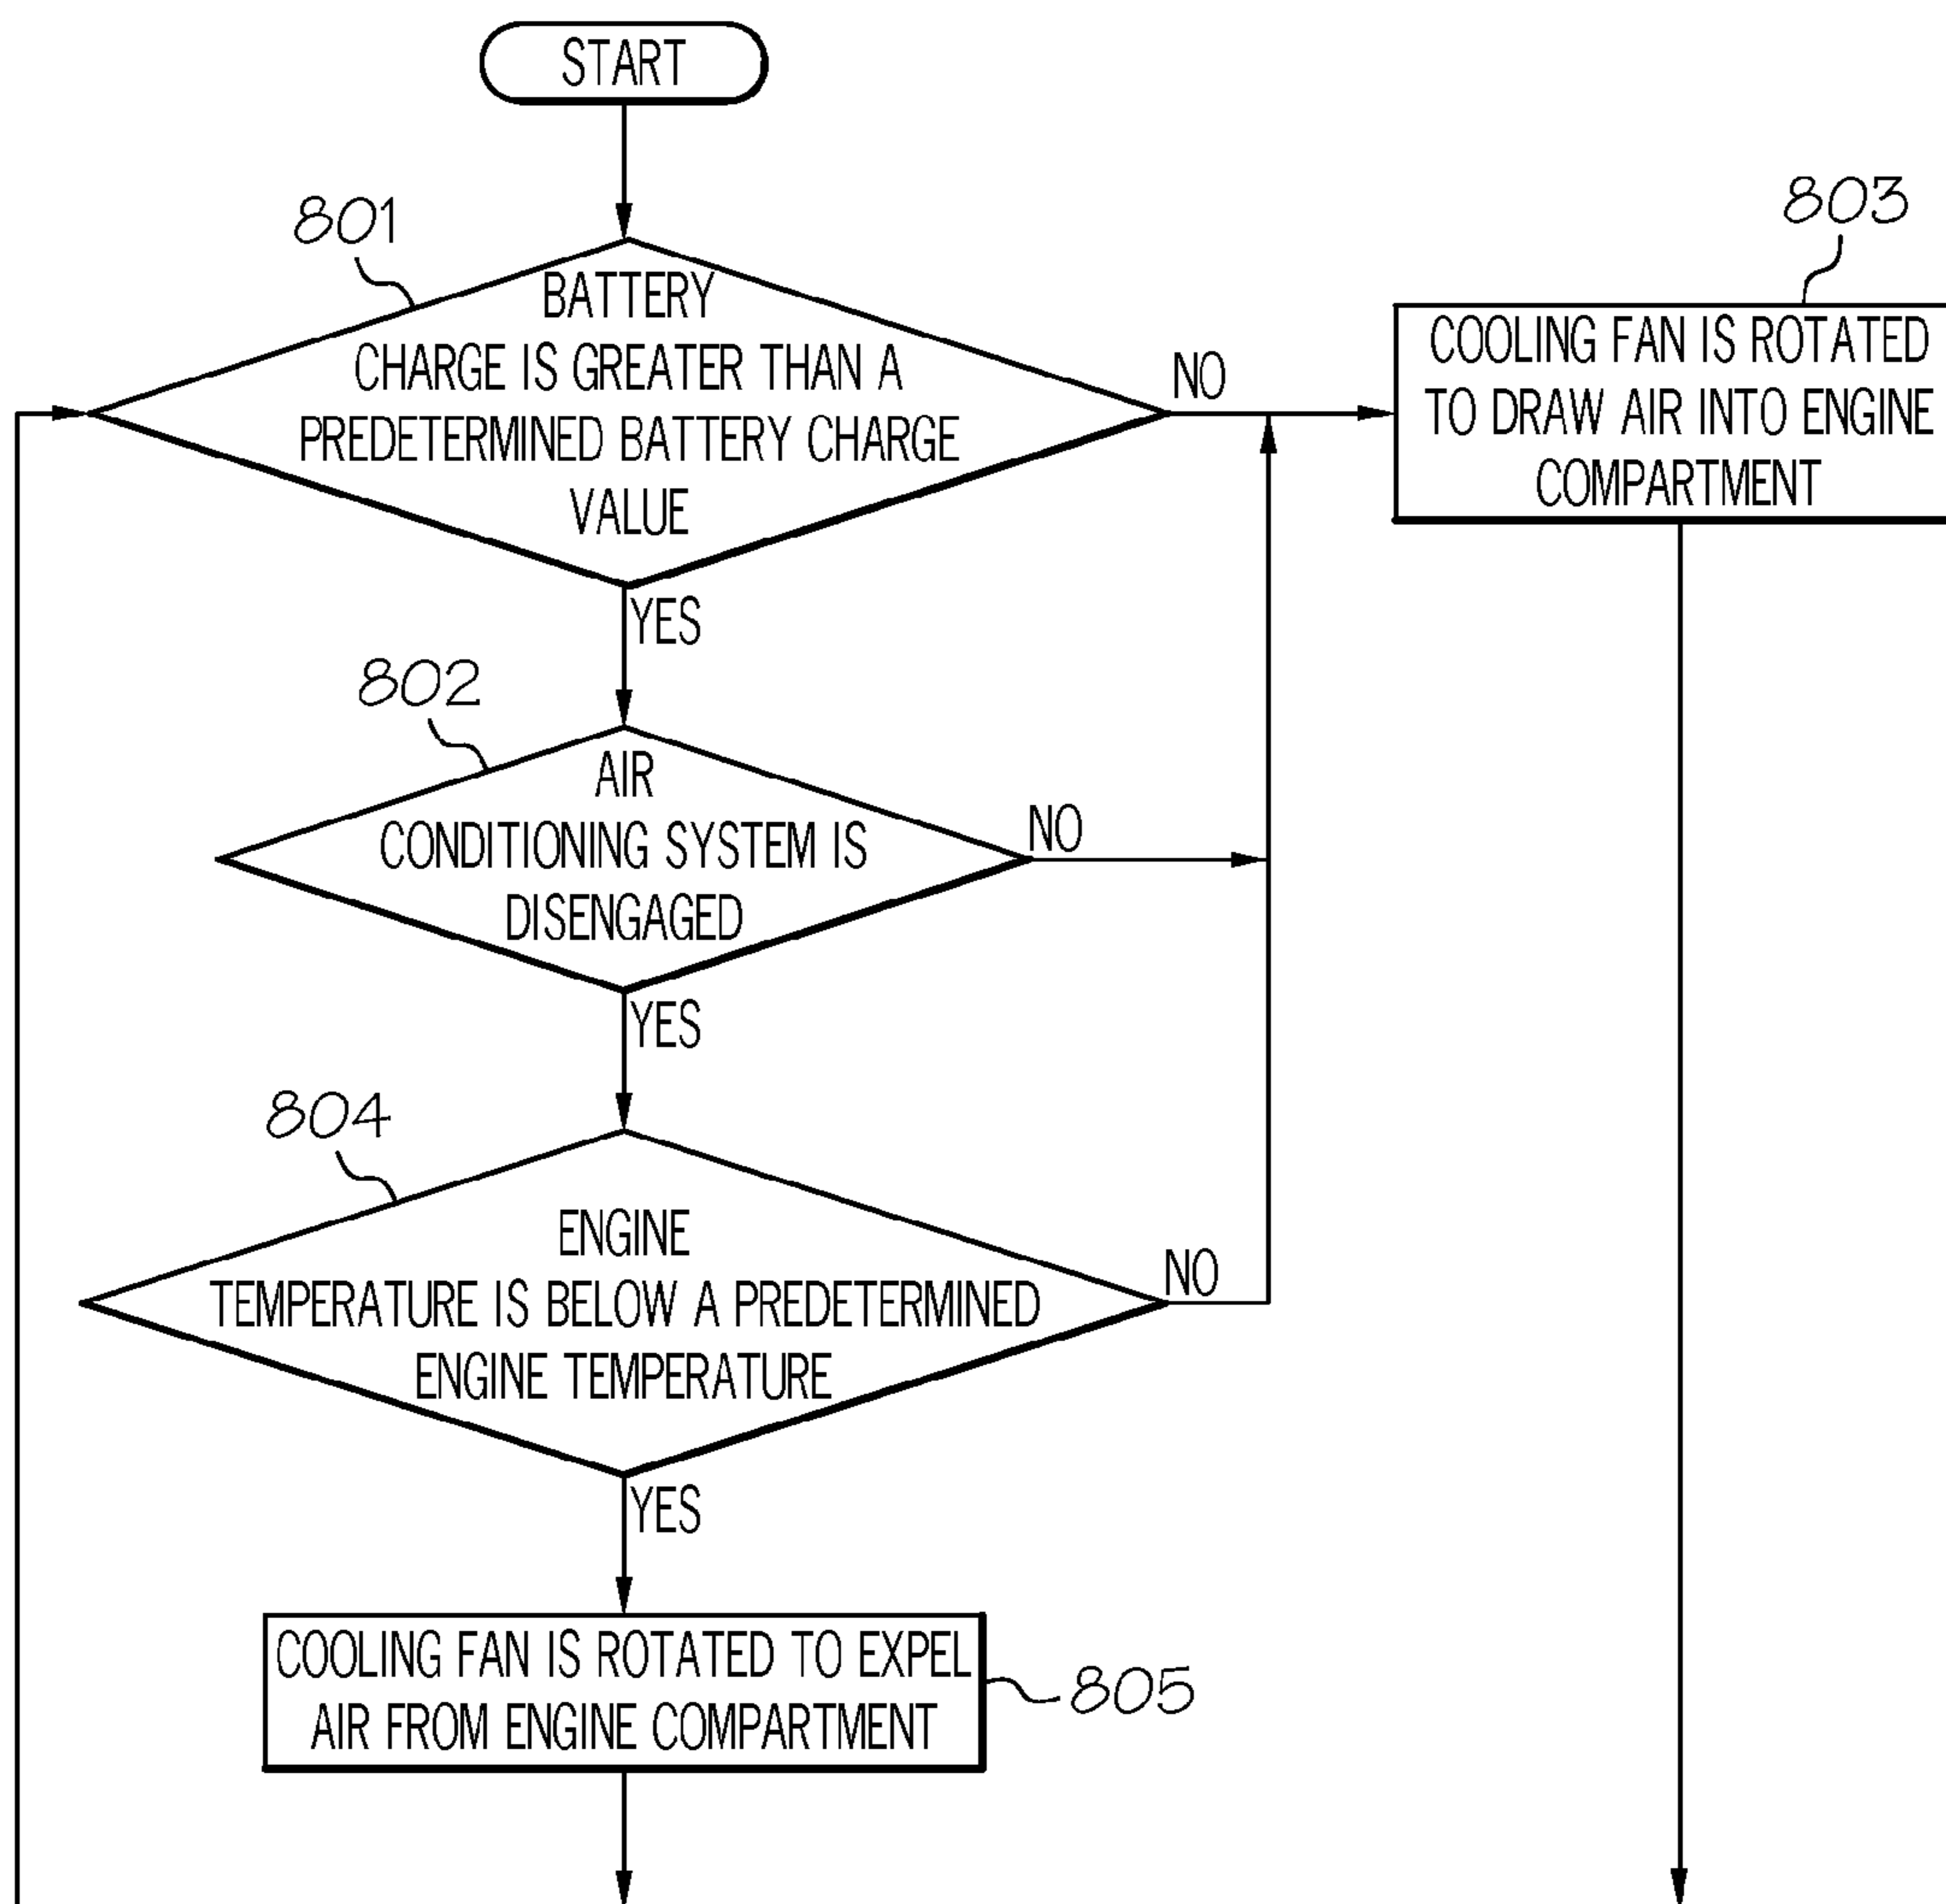 START
801
BATTERY
CHARGE IS GREATER THAN A
PREDETERMINED BATTERY CHARGE
VALUE
NO
803
COOLING FAN IS ROTATED
TO DRAW AIR INTO ENGINE
COMPARTMENT
YES
802
AIR
CONDITIONING SYSTEM IS
DISENGAGED
NO
YES
804
ENGINE
TEMPERATURE IS BELOW A PREDETERMINED
ENGINE TEMPERATURE
NO
YES
COOLING FAN IS ROTATED TO EXPEL
AIR FROM ENGINE COMPARTMENT
805